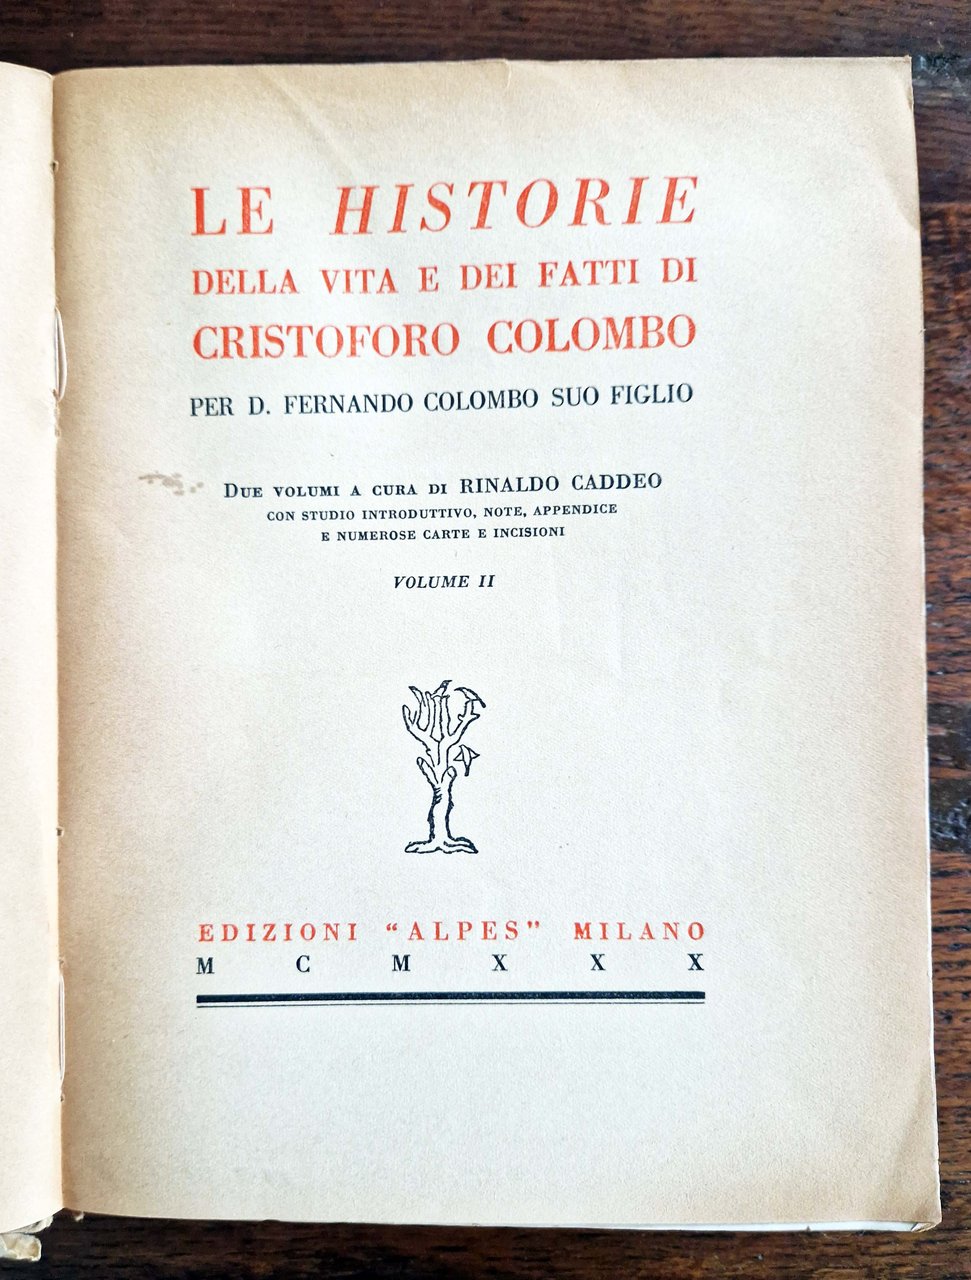 LE HISTORIE
DELLA VITA E DEI FATTI DI
CRISTOFORO COLOMBO
PER D. FERNANDO COLOMBO SUO FIGLIO
DUE VOLUMI A CURA DI RINALDO CADDEO
CON STUDIO INTRODUTTIVO, NOTE, APPENDICE
E NUMEROSE CARTE E INCISIONI
VOLUME II
EDIZIONI "ALPES" MILANO
M C M X X X